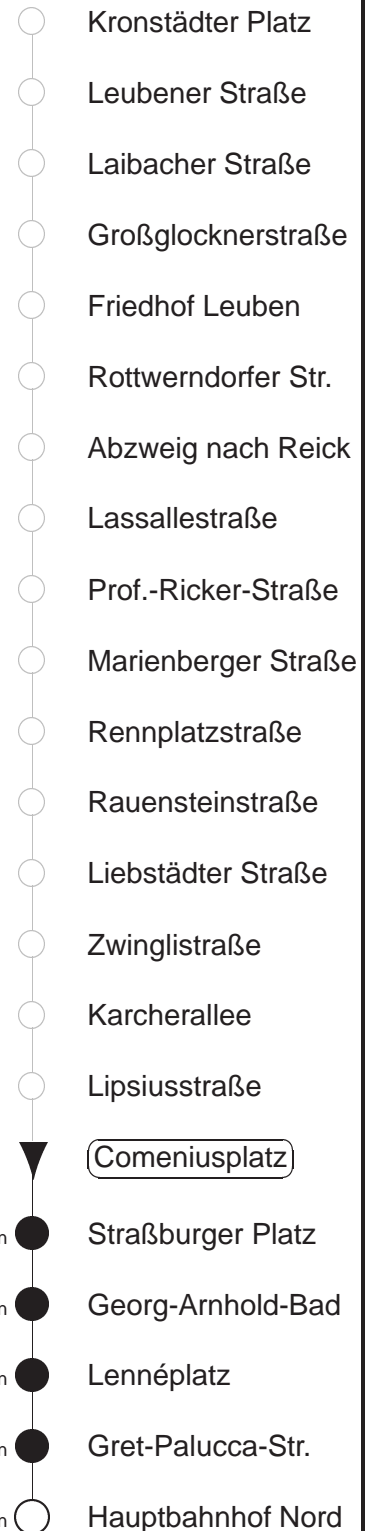 Kronstädter Platz
Leubener Straße
Laibacher Straße
Großglocknerstraße
Friedhof Leuben
Rottwerndorfer Str.
Abzweig nach Reick
Lassallestraße
Prof.-Ricker-Straße
Marienberger Straße
Rennplatzstraße
Rauensteinstraße
Liebstädter Straße
Zwinglistraße
Karcherallee
Lipsiusstraße
Comeniusplatz
Straßburger Platz
Georg-Arnhold-Bad
Lennéplatz
Gret-Palucca-Str.
Hauptbahnhof Nord